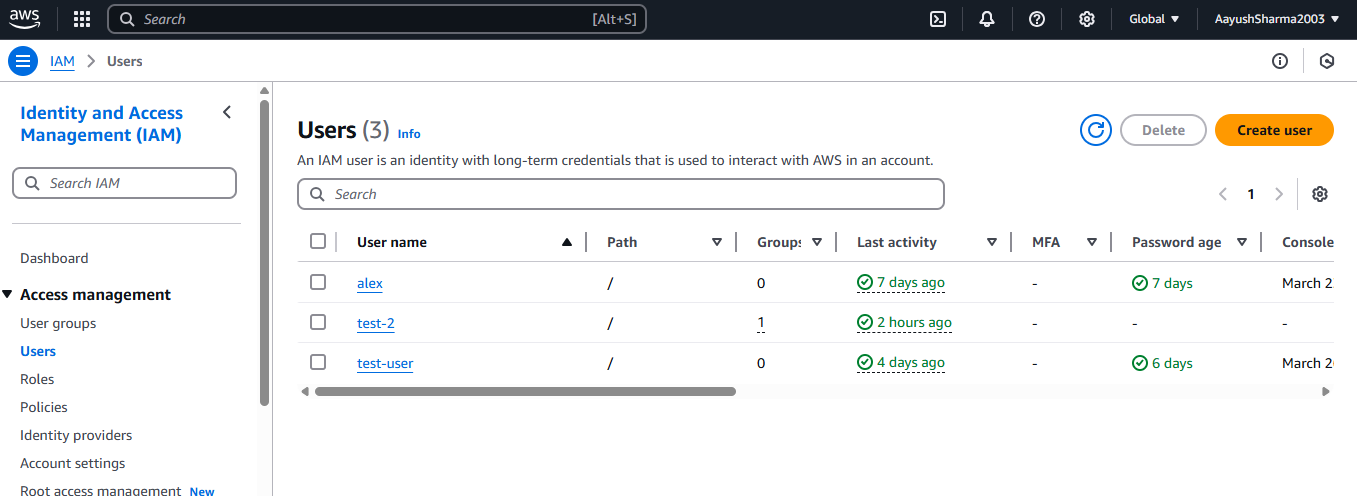 aws Search [Alt+S] Global AayushSharma2003
IAM > Users
Identity and Access
Management (IAM)
Search IAM
Dashboard
Access management
User groups
Users
Roles
Policies
Identity providers
Account settings
Root access management New
Users (3) Info
Delete
Create user
An IAM user is an identity with long-term credentials that is used to interact with AWS in an account.
Search
1
User name Path Groups Last activity MFA Password age Console
alex / 0 7 days ago - 7 days March 2
test-2 / 1 2 hours ago - - -
test-user / 0 4 days ago - 6 days March 20